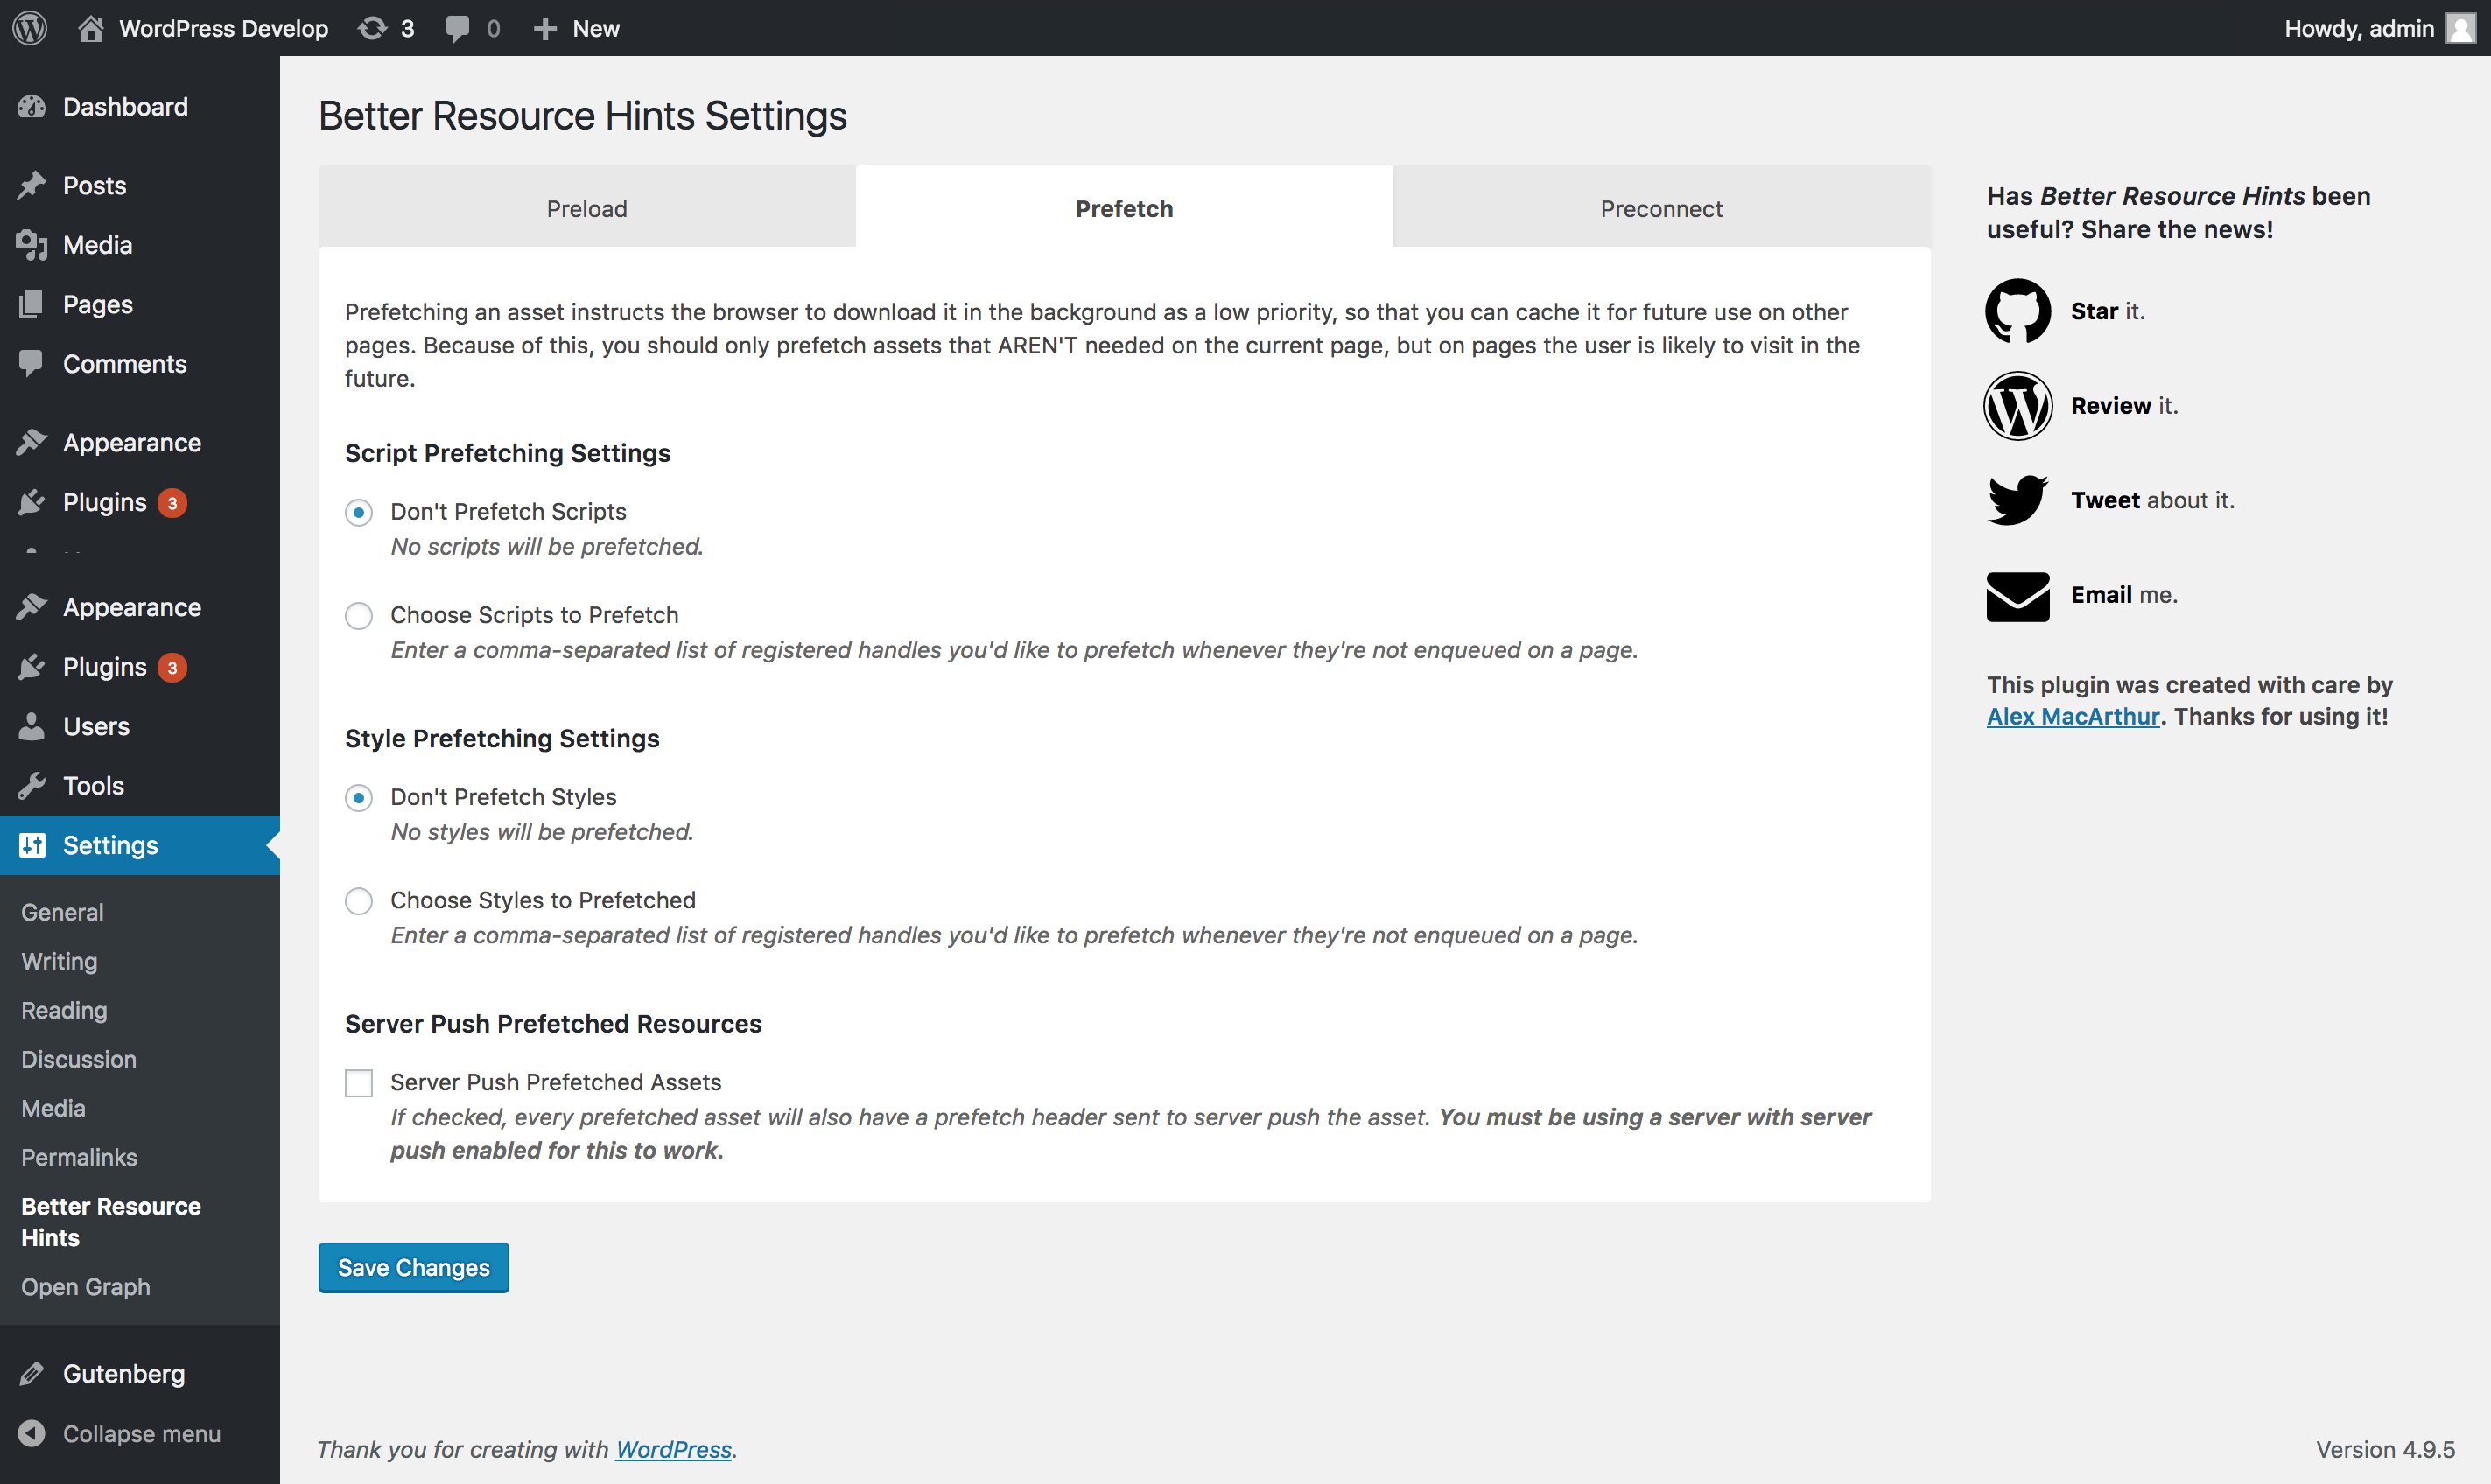 WordPress Develop 3 0 New Howdy, admin
Dashboard
Posts
Media
Pages
Comments
Appearance
Plugins 3
Appearance
Plugins 3
Users
Tools
Settings
General
Writing
Reading
Discussion
Media
Permalinks
Better Resource
Hints
Open Graph
Gutenberg
Collapse menu
Better Resource Hints Settings
Preload Prefetch Preconnect
Prefetching an asset instructs the browser to download it in the background as a low priority, so that you can cache it for future use on other
pages. Because of this, you should only prefetch assets that AREN'T needed on the current page, but on pages the user is likely to visit in the
future.
Script Prefetching Settings
Don't Prefetch Scripts
No scripts will be prefetched.
Choose Scripts to Prefetch
Enter a comma-separated list of registered handles you'd like to prefetch whenever they're not enqueued on a page.
Style Prefetching Settings
Don't Prefetch Styles
No styles will be prefetched.
Choose Styles to Prefetched
Enter a comma-separated list of registered handles you'd like to prefetch whenever they're not enqueued on a page.
Server Push Prefetched Resources
Server Push Prefetched Assets
If checked, every prefetched asset will also have a prefetch header sent to server push the asset. You must be using a server with server
push enabled for this to work.
Save Changes
Has Better Resource Hints been
useful? Share the news!
Star it.
Review it.
Tweet about it.
Email me.
This plugin was created with care by
Alex MacArthur. Thanks for using it!
Thank you for creating with WordPress.
Version 4.9.5